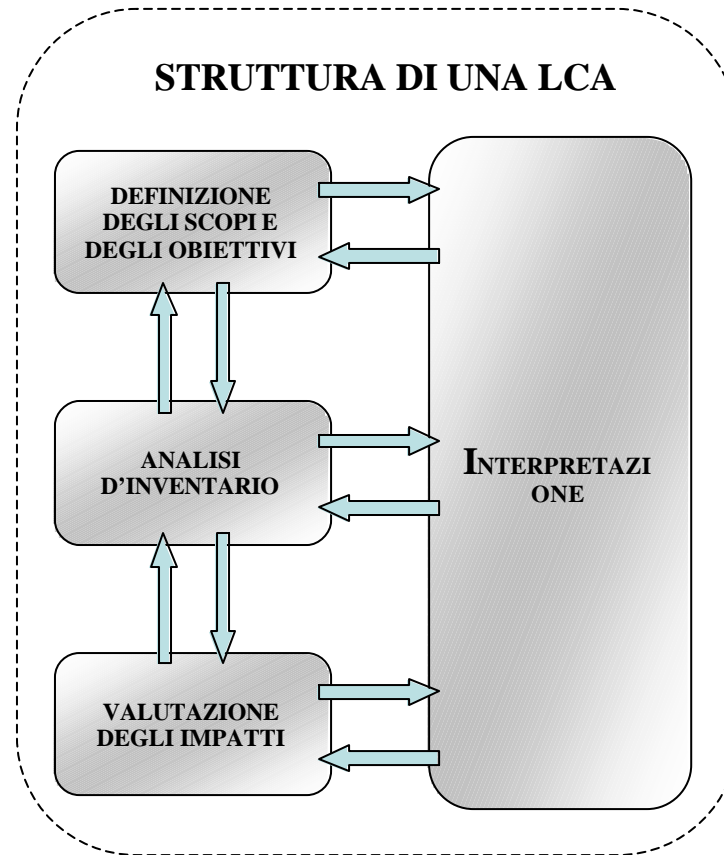 STRUTTURA DI UNA LCA
DEFINIZIONE
DEGLI SCOPI E
DEGLI OBIETTIVI
ANALISI
D'INVENTARIO
VALUTAZIONE
DEGLI IMPATTI
INTERPRETAZI
ONE